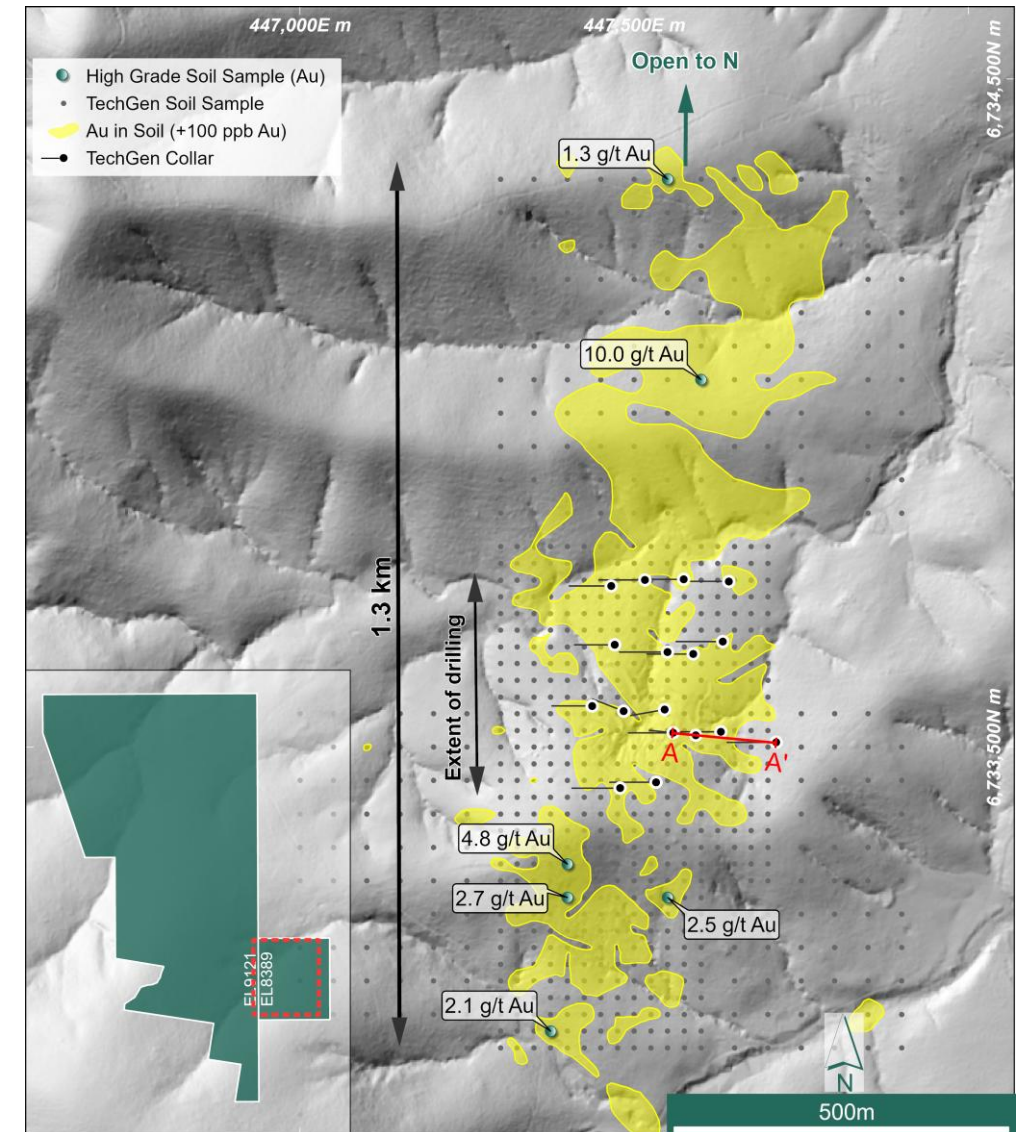 447,000E m
447,500E m
Open to N
6,734,500N m
High Grade Soil Sample (Au)
TechGen Soil Sample
Au in Soil (+100 ppb Au)
TechGen Collar
1.3 g/t Au
10.0 g/t Au
1.3 km
Extent of drilling
6,733,500N m
A
A'
4.8 g/t Au
2.7 g/t Au
2.5 g/t Au
2.1 g/t Au
EL9121
EL8389
N
500m